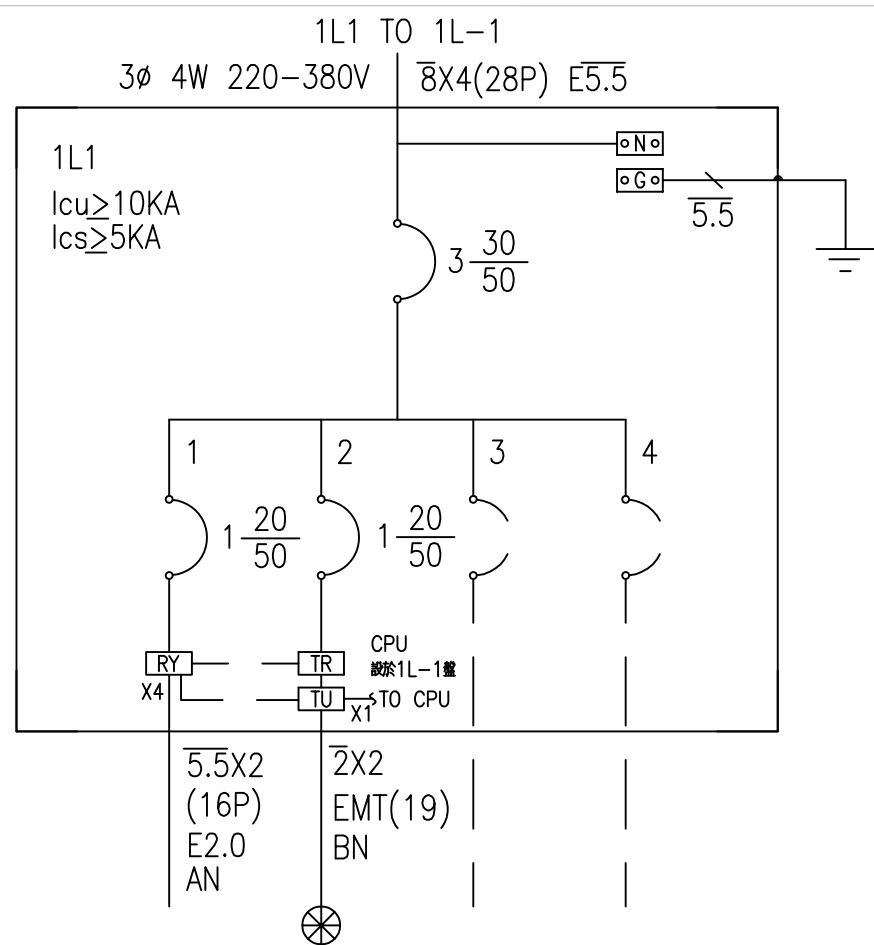 1L1 TO 1L-1
3ø 4W 220-380V 8X4(28P) E5.5
N
1L1
G
Icu≥10KA
5.5
Ics≥5KA
3 30/50
1
2
3
4
1 20/50
1 20/50
CPU
RY
TR
設於1L-1盤
X4
TU
TO CPU
X1
5.5X2
2X2
(16P)
EMT(19)
E2.0
BN
AN